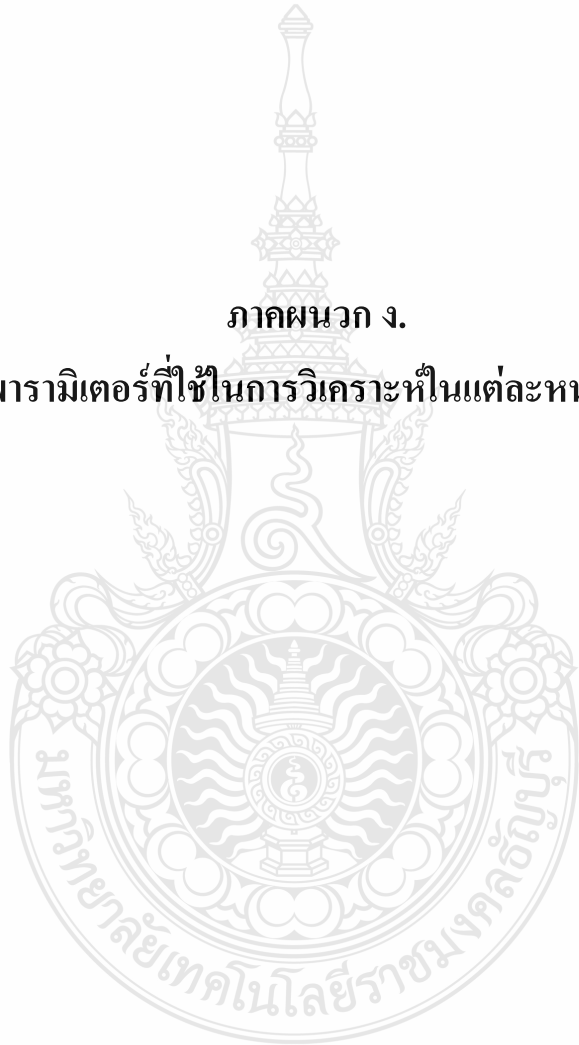 ภาคผนวก ง.
ารามิเตอร์ที่ใช้ในการวิเคราะห์ในแต่ละห
มหาวิทยาลัยเทคโนโลยีราชมงคลธัญบุรี